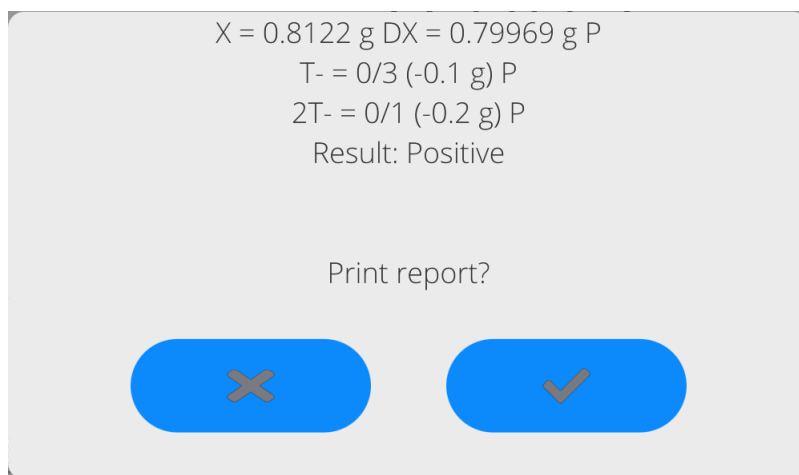 X = 0.8122 g DX = 0.79969 g P
T- = 0/3 (-0.1 g) P
2T- = 0/1 (-0.2 g) P
Result: Positive
Print report?